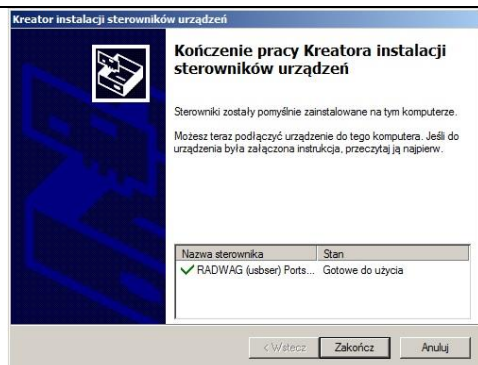 Kreator instalacji sterowników urządzeń
Kończenie pracy Kreatora instalacji
sterowników urządzeń
Sterowniki zostały pomyślnie zainstalowane na tym komputerze.
Możesz teraz podłączyć urządzenie do tego komputera. Jeśli do
urządzenia była załączona instrukcja, przeczytaj ją najpierw.
Nazwa sterownika Stan
RADWAG (usbser) Ports... Gotowe do użycia
< Wstecz Zakończ Anuluj